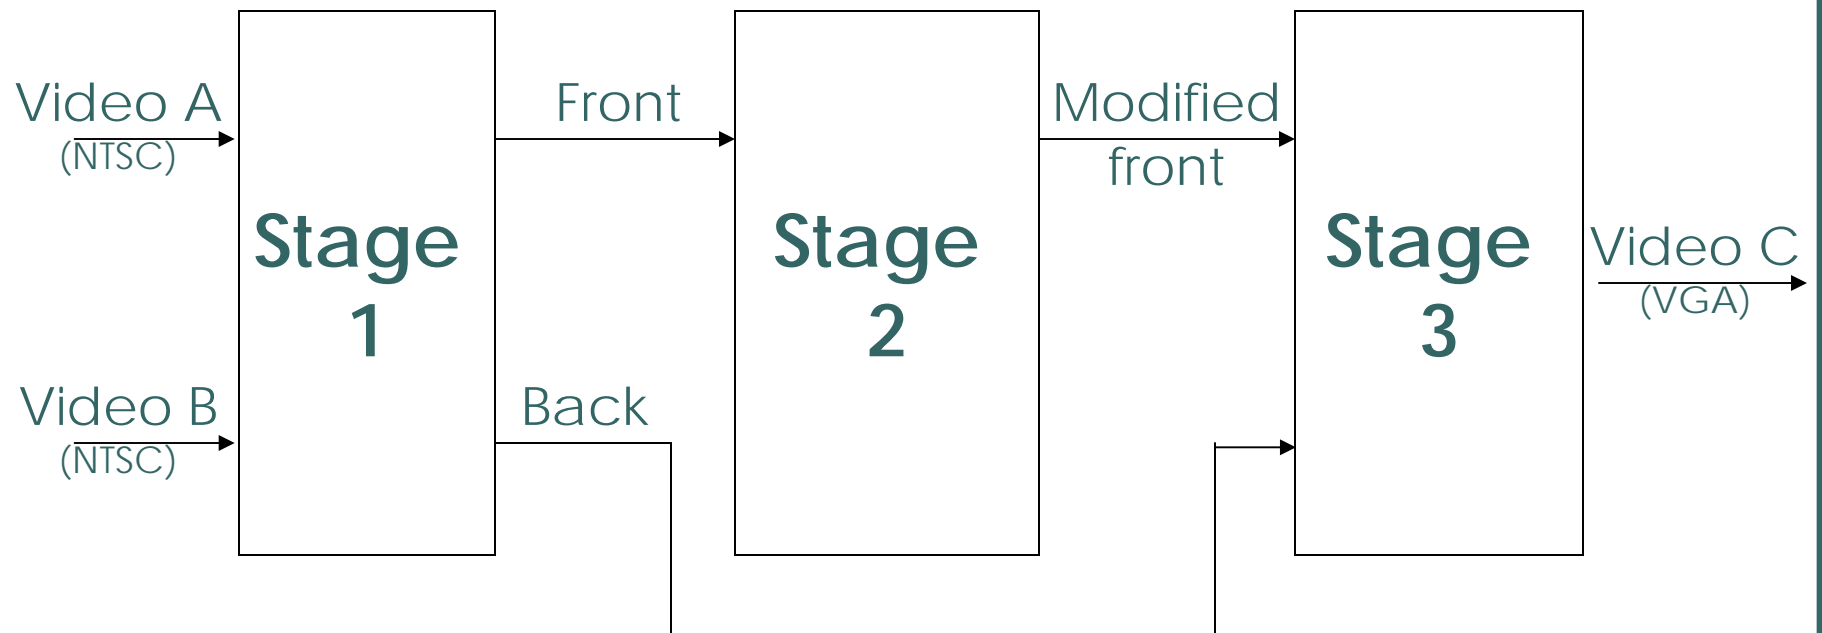 Video A
(NTSC)
Front
Modified
front
Stage
1
Stage
2
Stage
3
Video C
(VGA)
Video B
(NTSC)
Back